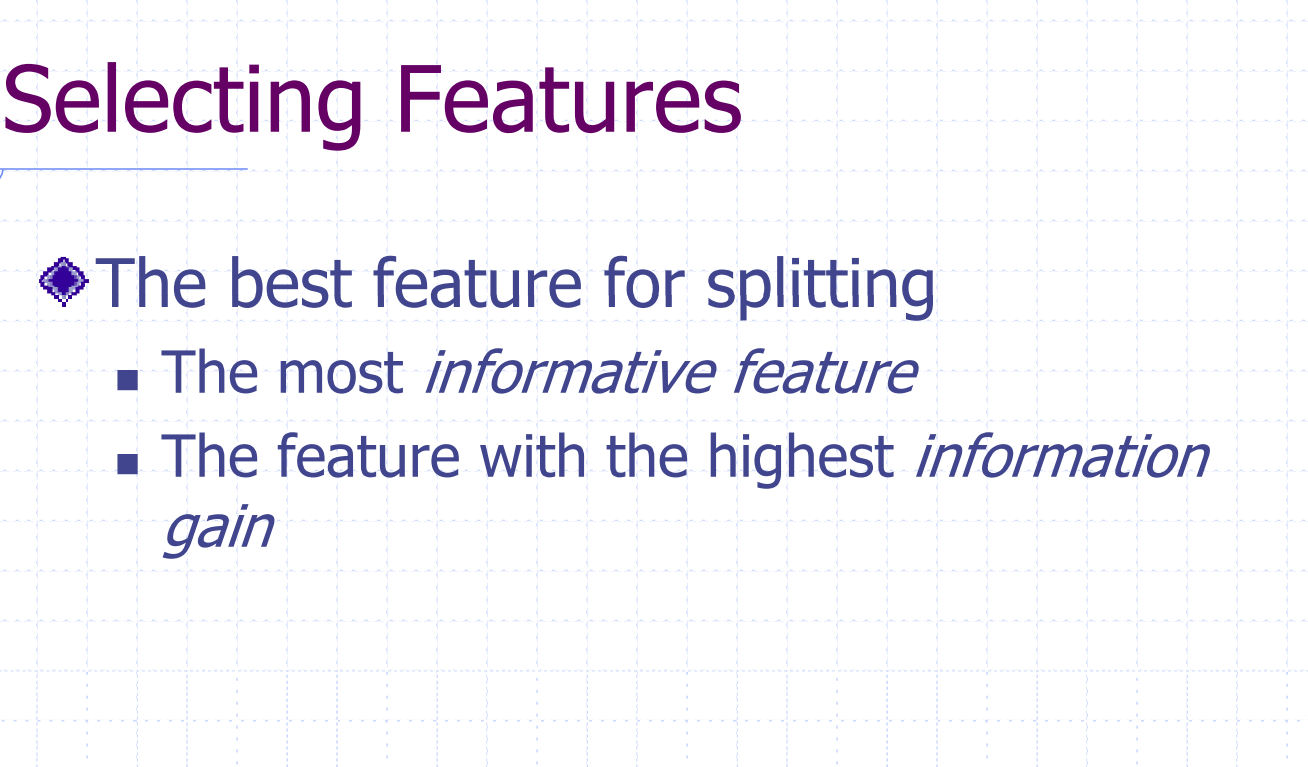 Selecting Features
The best feature for splitting
The most informative feature
The feature with the highest information
gain